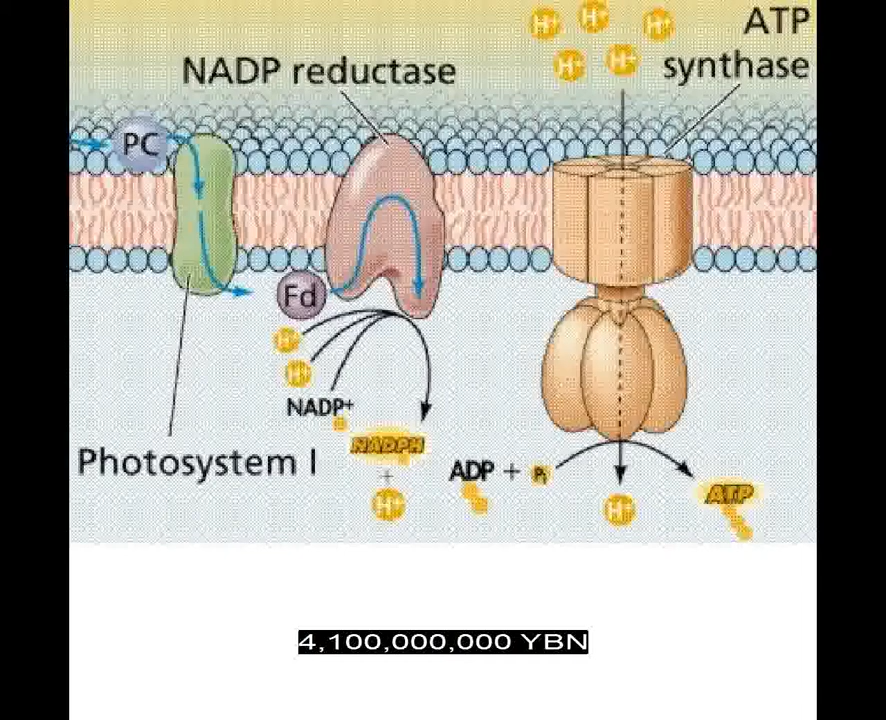 H+ H+ H+
H+ H+
ATP
synthase
NADP reductase
PC
Fd
H+
H+
NADP+
NADPH
+
H+
Photosystem I
ADP + Pi
H+
ATP
4,100,000,000 YBN